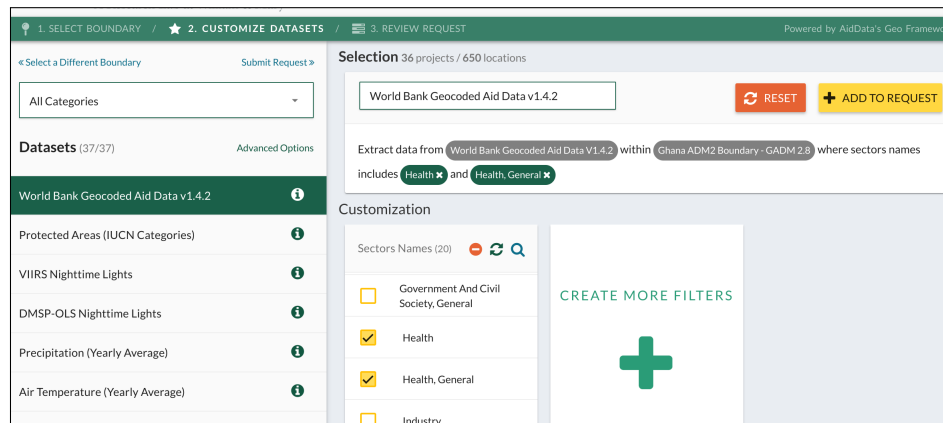 1. SELECT BOUNDARY / 2. CUSTOMIZE DATASETS / 3. REVIEW REQUEST
Powered by AidData's Geo Framewo
« Select a Different Boundary
Submit Request »
All Categories
Datasets (37/37)
Advanced Options
World Bank Geocoded Aid Data v1.4.2
Protected Areas (IUCN Categories)
VIIRS Nighttime Lights
DMSP-OLS Nighttime Lights
Precipitation (Yearly Average)
Air Temperature (Yearly Average)
Selection 36 projects / 650 locations
World Bank Geocoded Aid Data v1.4.2
RESET
ADD TO REQUEST
Extract data from World Bank Geocoded Aid Data V1.4.2 within Ghana ADM2 Boundary - GADM 2.8 where sectors names
includes Health × and Health, General ×
Customization
Sectors Names (20)
Government And Civil
Society, General
Health
Health, General
Industry
CREATE MORE FILTERS